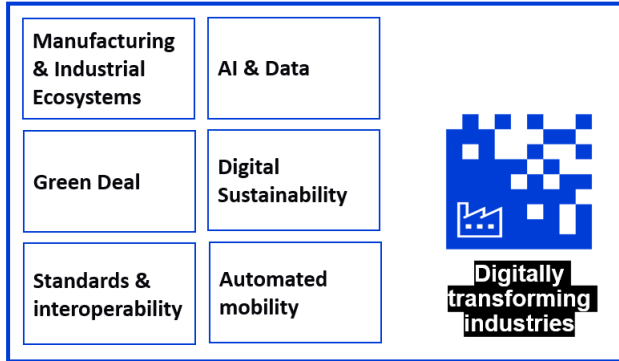 Manufacturing
& Industrial
Ecosystems
AI & Data
Green Deal
Digital
Sustainability
Standards &
interoperability
Automated
mobility
Digitally
transforming
industries